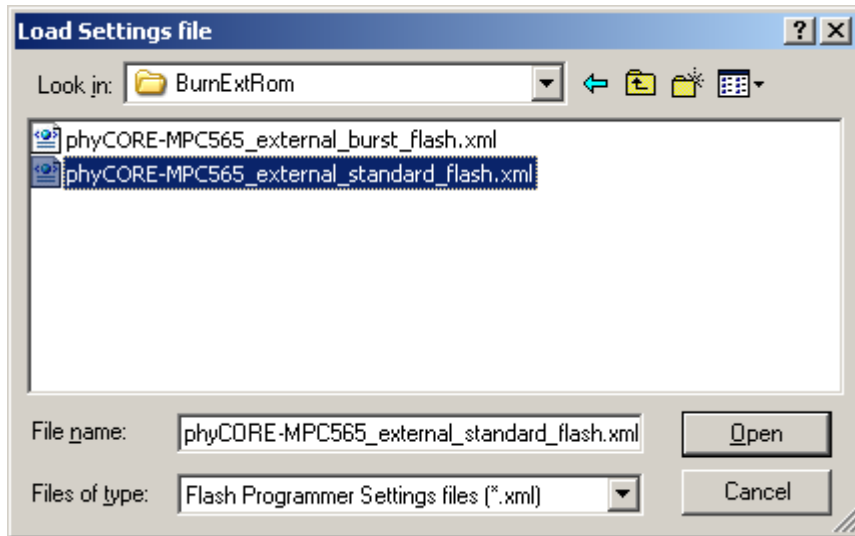 Load Settings file
Look in: BurnExtRom
phyCORE-MPC565_external_burst_flash.xml
phyCORE-MPC565_external_standard_flash.xml
File name: phyCORE-MPC565_external_standard_flash.xml Open
Files of type: Flash Programmer Settings files (*.xml) Cancel